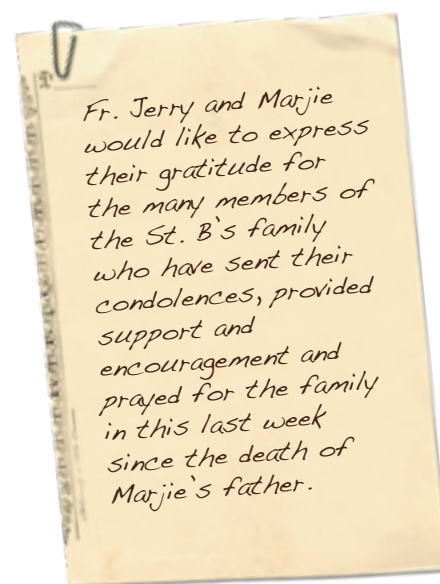 Fr. Jerry and Marjie
would like to express
their gratitude for
the many members of
the St. B's family
who have sent their
condolences, provided
support and
encouragement and
prayed for the family
in this last week
since the death of
Marjie's father.